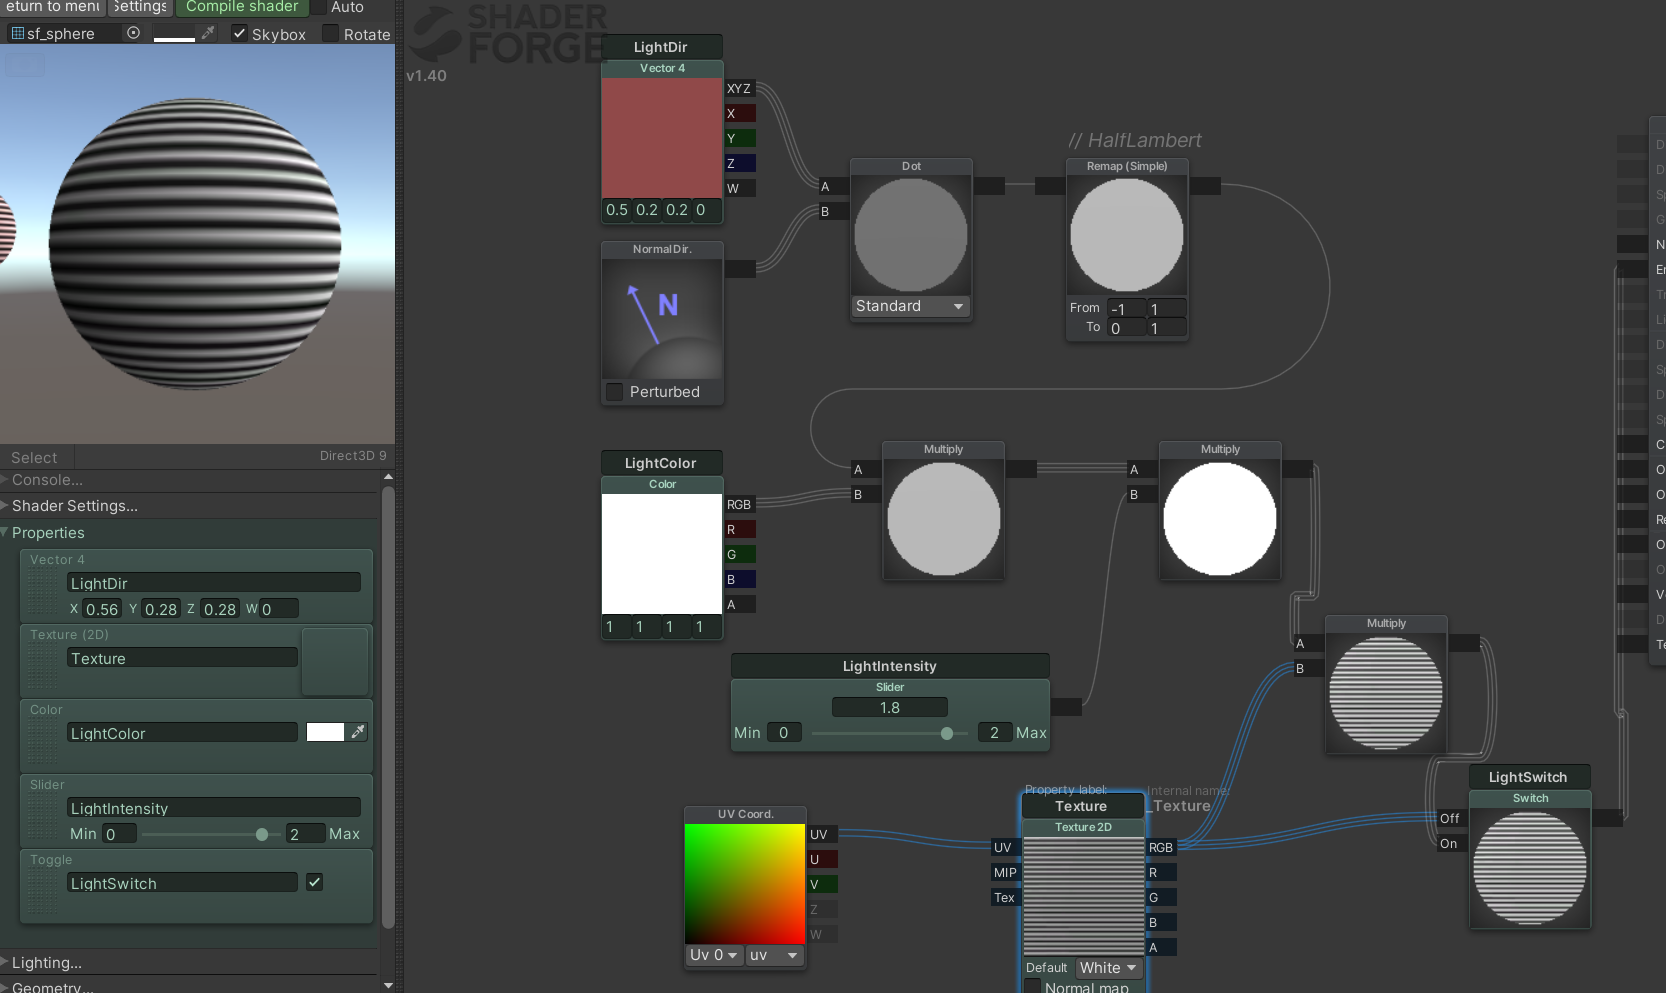 eturn to menu
Settings
Compile shader
Auto
sf_sphere
Skybox
Rotate
SHADER
FORGE
v1.40
Select
Direct3D 9
Console...
Shader Settings...
Properties
Vector 4
LightDir
X 0.56 Y 0.28 Z 0.28 W 0
Texture (2D)
Texture
Color
LightColor
Slider
LightIntensity
Min 0 2 Max
Toggle
LightSwitch
Lighting...
Geometry...
LightDir
Vector 4
XYZ
X
Y
Z
W
0.5 0.2 0.2 0
Normal Dir.
N
Perturbed
Dot
A
B
Standard
// HalfLambert
Remap (Simple)
From -1 1
To 0 1
LightColor
Color
RGB
R
G
B
A
1 1 1 1
Multiply
A
B
Multiply
A
B
LightIntensity
Slider
1.8
Min 0 2 Max
Multiply
A
B
UV Coord.
UV
U
V
Z
W
Uv 0 uv
Property label:
Internal name:
Texture
_Texture
Texture 2D
UV
MIP
Tex
RGB
R
G
B
A
Default White
Normal map
LightSwitch
Switch
Off
On